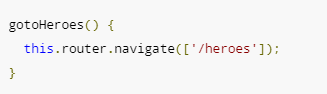 gotoHeroes() {
  this.router.navigate(['/heroes']);
}